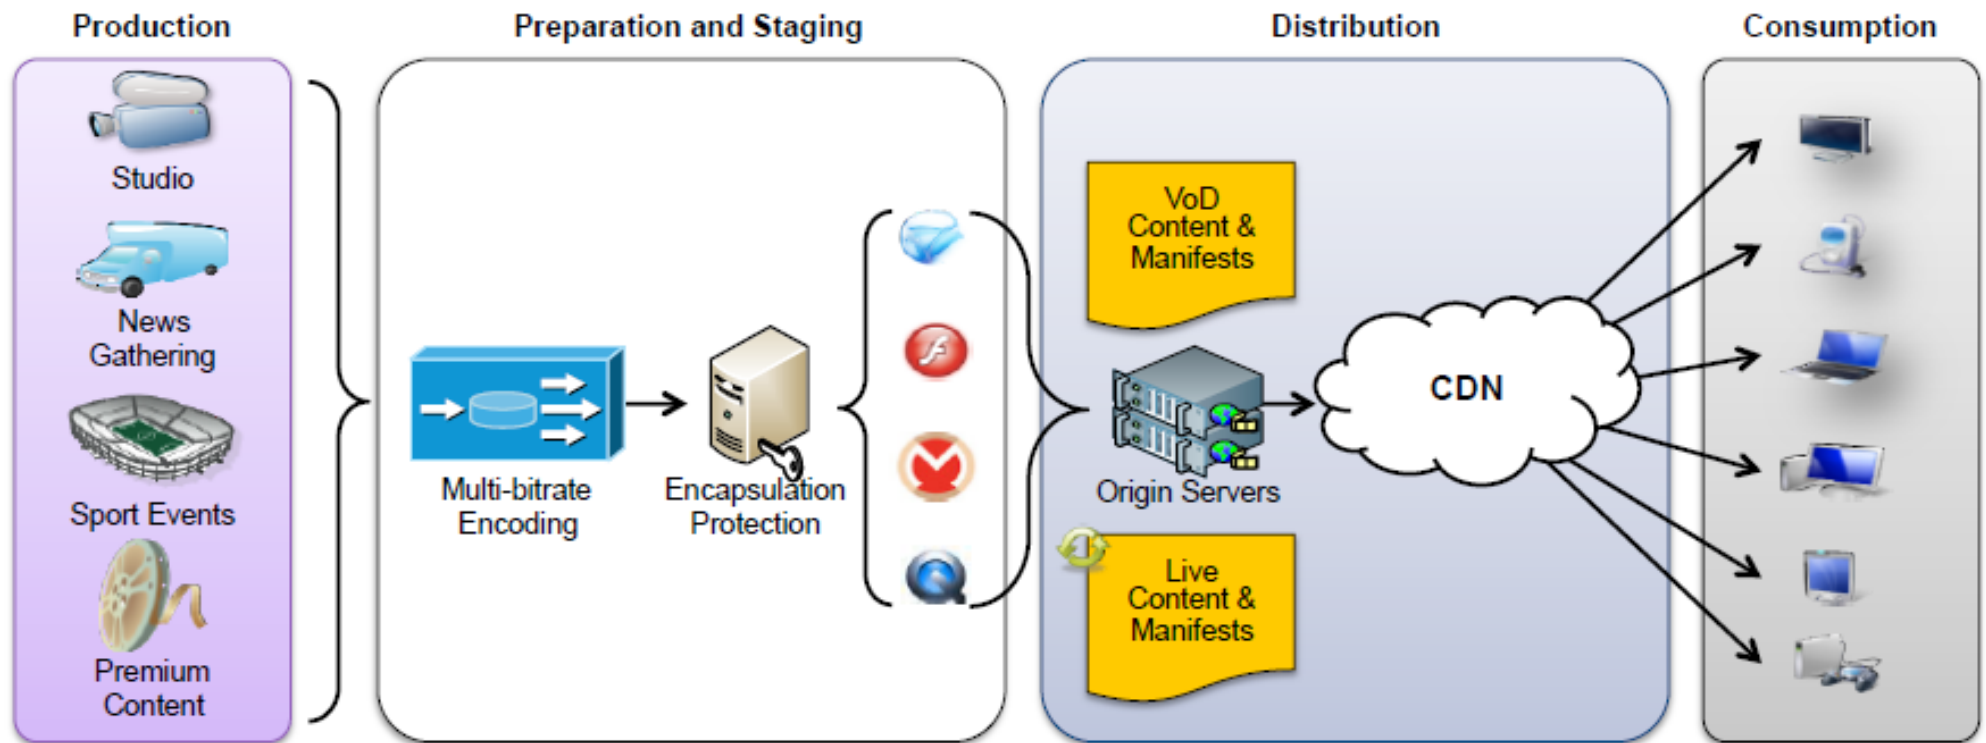 Production
Preparation and Staging
Distribution
Consumption
Studio
News
Gathering
Sport Events
Premium
Content
Multi-bitrate
Encoding
Encapsulation
Protection
VoD
Content &
Manifests
Origin Servers
Live
Content &
Manifests
CDN